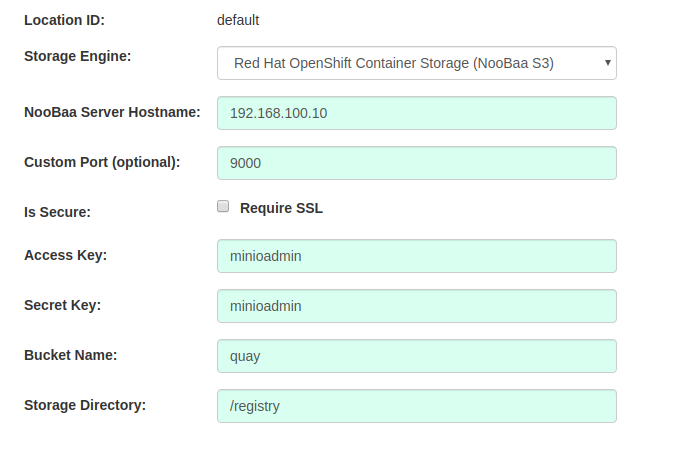 Location ID: default
Storage Engine: Red Hat OpenShift Container Storage (NooBaa S3)
NooBaa Server Hostname: 192.168.100.10
Custom Port (optional): 9000
Is Secure: Require SSL
Access Key: minioadmin
Secret Key: minioadmin
Bucket Name: quay
Storage Directory: /registry